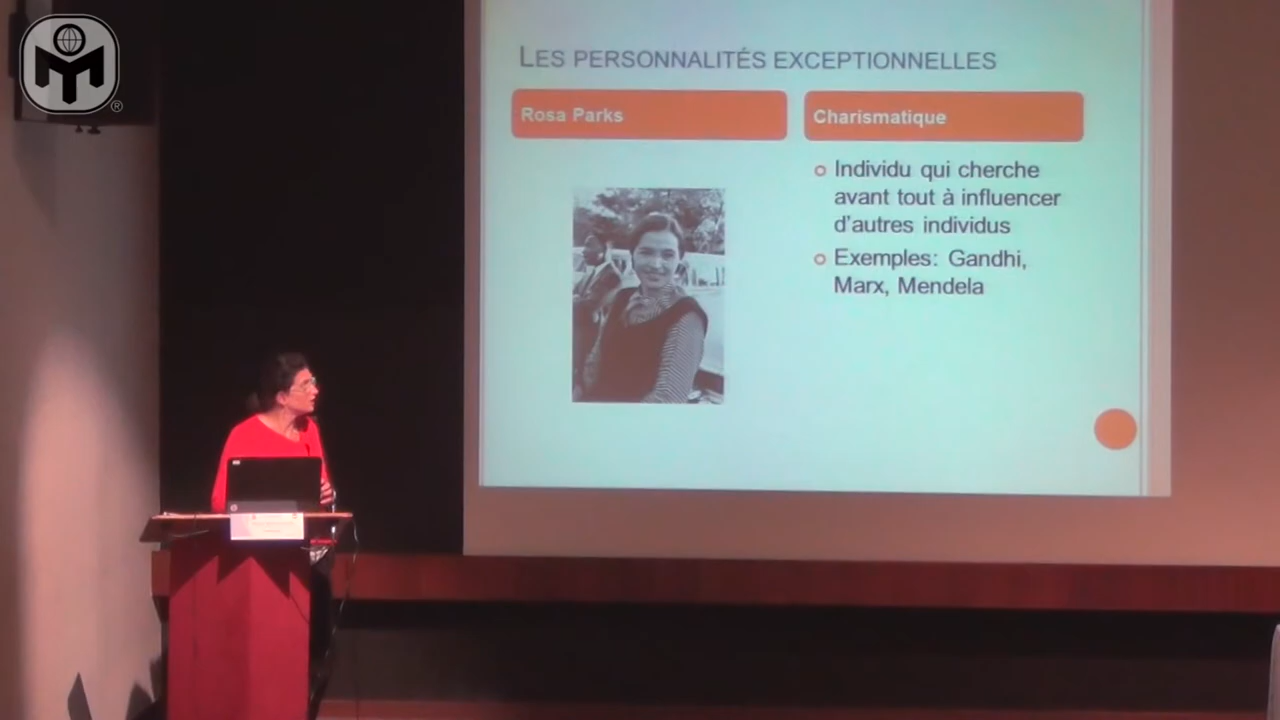 LES PERSONNALITÉS EXCEPTIONNELLES
Rosa Parks
Charismatique
Individu qui cherche
avant tout à influencer
d'autres individus
Exemples: Gandhi,
Marx, Mendela
®